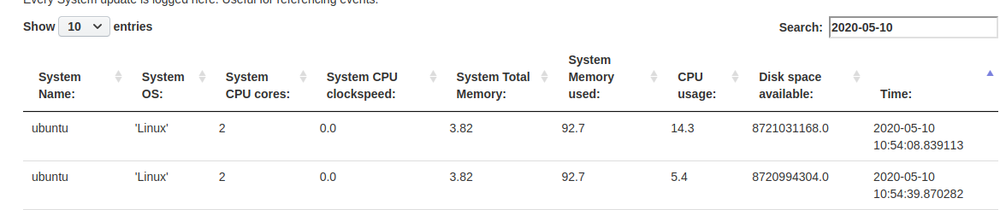 Every System update is logged here. Useful for referencing events.
Show 10 entries Search: 2020-05-10
System Name: System OS: System CPU cores: System CPU clockspeed: System Total Memory: System Memory used: CPU usage: Disk space available: Time:
ubuntu 'Linux' 2 0.0 3.82 92.7 14.3 8721031168.0 2020-05-10 10:54:08.839113
ubuntu 'Linux' 2 0.0 3.82 92.7 5.4 8720994304.0 2020-05-10 10:54:39.870282